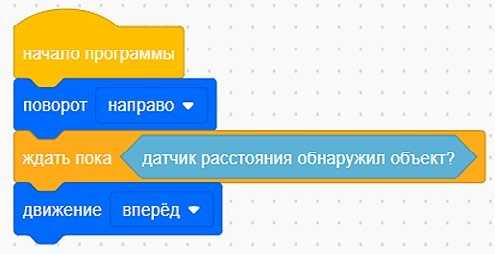 начало программы
поворот направо
ждать пока датчик расстояния обнаружил объект?
движение вперёд